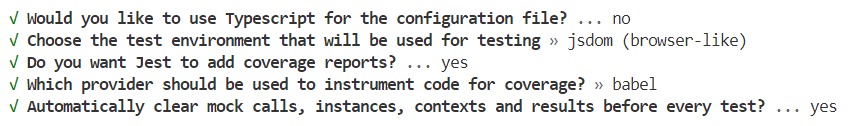 √ Would you like to use Typescript for the configuration file? ... no
√ Choose the test environment that will be used for testing » jsdom (browser-like)
√ Do you want Jest to add coverage reports? ... yes
√ Which provider should be used to instrument code for coverage? » babel
√ Automatically clear mock calls, instances, contexts and results before every test? ... yes